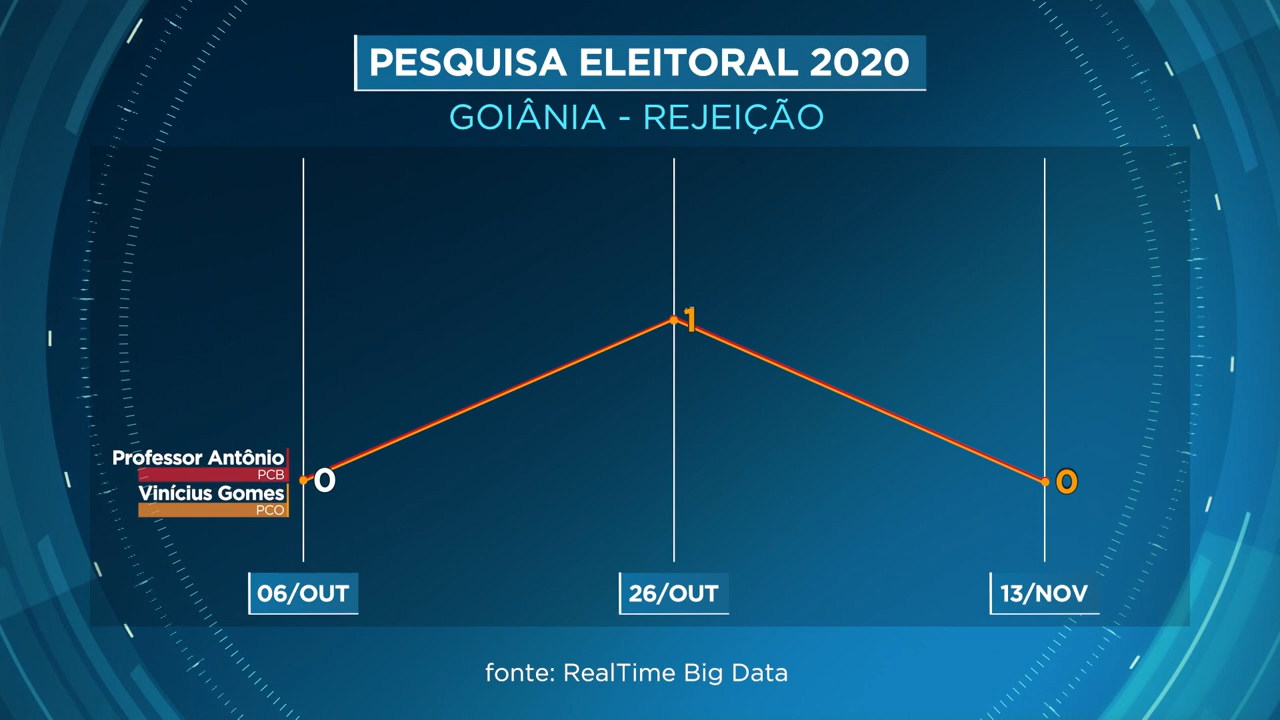 PESQUISA ELEITORAL 2020
GOIÂNIA - REJEIÇÃO
1
Professor Antônio
PCB
Vinícius Gomes
PCO
0
0
06/OUT
26/OUT
13/NOV
fonte: RealTime Big Data